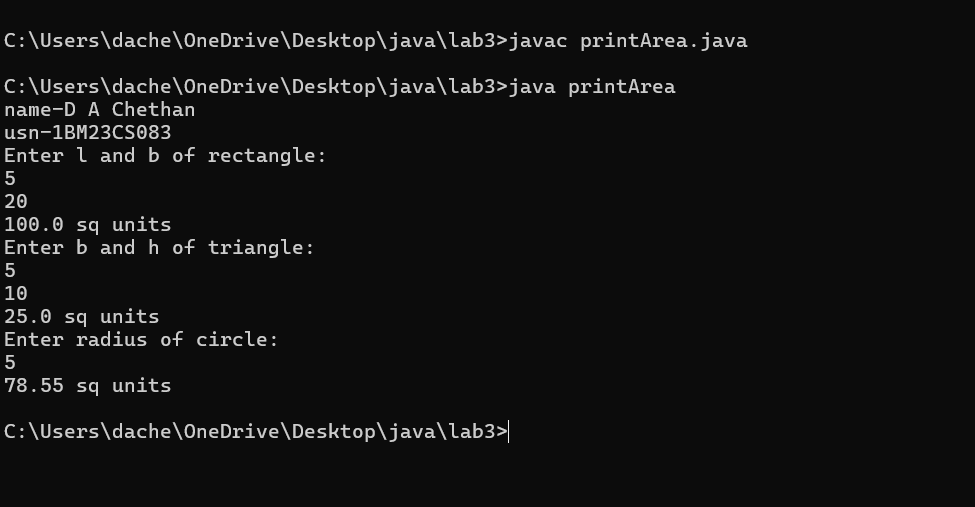 C:\Users\dache\OneDrive\Desktop\java\lab3>javac printArea.java
C:\Users\dache\OneDrive\Desktop\java\lab3>java printArea
name-D A Chethan
usn-1BM23CS083
Enter l and b of rectangle:
5
20
100.0 sq units
Enter b and h of triangle:
5
10
25.0 sq units
Enter radius of circle:
5
78.55 sq units
C:\Users\dache\OneDrive\Desktop\java\lab3>